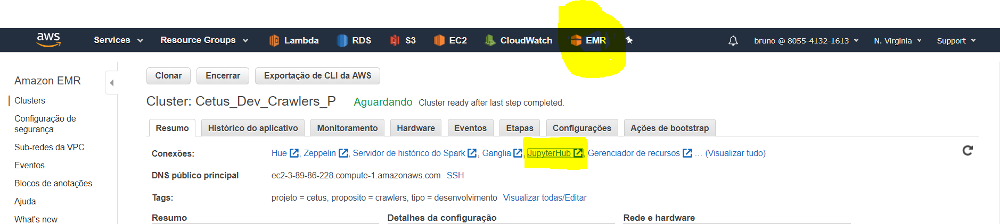 aws Services Resource Groups Lambda RDS S3 EC2 CloudWatch EMR bruno @ 8055-4132-1613 N. Virginia Support
Amazon EMR
Clusters
Configuração de
segurança
Sub-redes da VPC
Eventos
Blocos de anotações
Ajuda
What's new
Clonar Encerrar Exportação de CLI da AWS
Cluster: Cetus_Dev_Crawlers_P Aguardando Cluster ready after last step completed.
Resumo Histórico do aplicativo Monitoramento Hardware Eventos Etapas Configurações Ações de bootstrap
Conexões: Hue , Zeppelin , Servidor de histórico do Spark , Ganglia , JupyterHub , Gerenciador de recursos … (Visualizar tudo)
DNS público principal ec2-3-89-86-228.compute-1.amazonaws.com SSH
Tags: projeto = cetus, proposito = crawlers, tipo = desenvolvimento Visualizar todas/Editar
Resumo Detalhes da configuração Rede e hardware